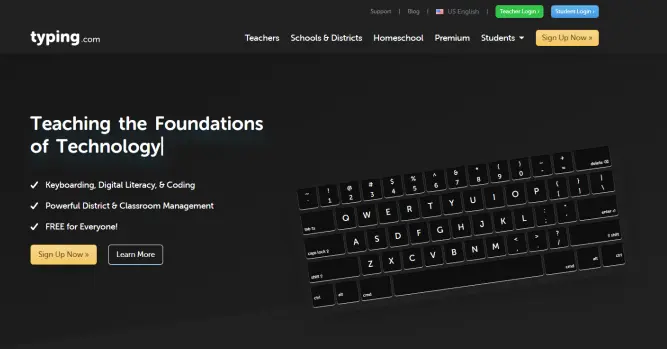 Support | Blog | US English | Teacher Login › Student Login ›
typing.com
Teachers Schools & Districts Homeschool Premium Students Sign Up Now »
Teaching the Foundations
of Technology
Keyboarding, Digital Literacy, & Coding
Powerful District & Classroom Management
FREE for Everyone!
Sign Up Now » Learn More
~ ! @ # $ % ^ & * ( ) _ +
1 2 3 4 5 6 7 8 9 0 - = delete
tab Q W E R T Y U I O P { } |
[ ] \
caps lock A S D F G H J K L : "
; ' enter
shift Z X C V B N M < > ?
, . / shift
ctrl alt cmd cmd alt ctrl